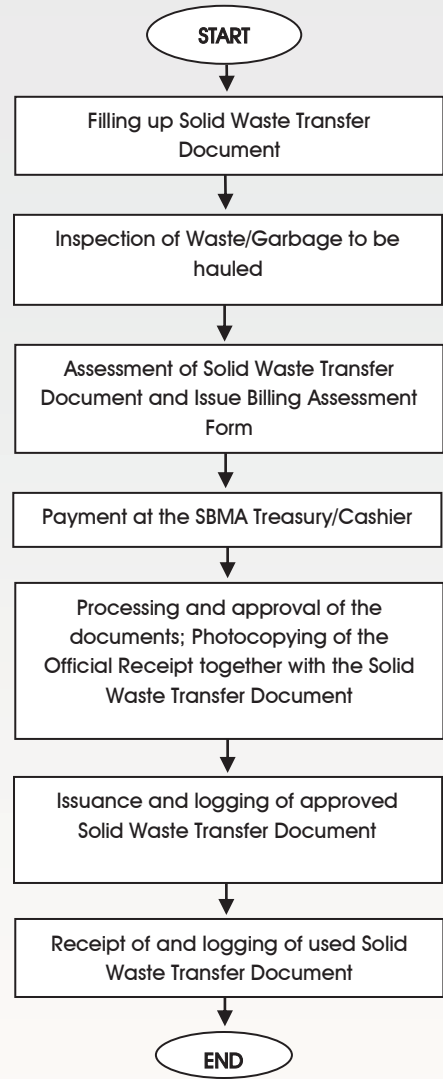 START
Filling up Solid Waste Transfer
Document
Inspection of Waste/Garbage to be
hauled
Assessment of Solid Waste Transfer
Document and Issue Billing Assessment
Form
Payment at the SBMA Treasury/Cashier
Processing and approval of the
documents; Photocopying of the
Official Receipt together with the Solid
Waste Transfer Document
Issuance and logging of approved
Solid Waste Transfer Document
Receipt of and logging of used Solid
Waste Transfer Document
END